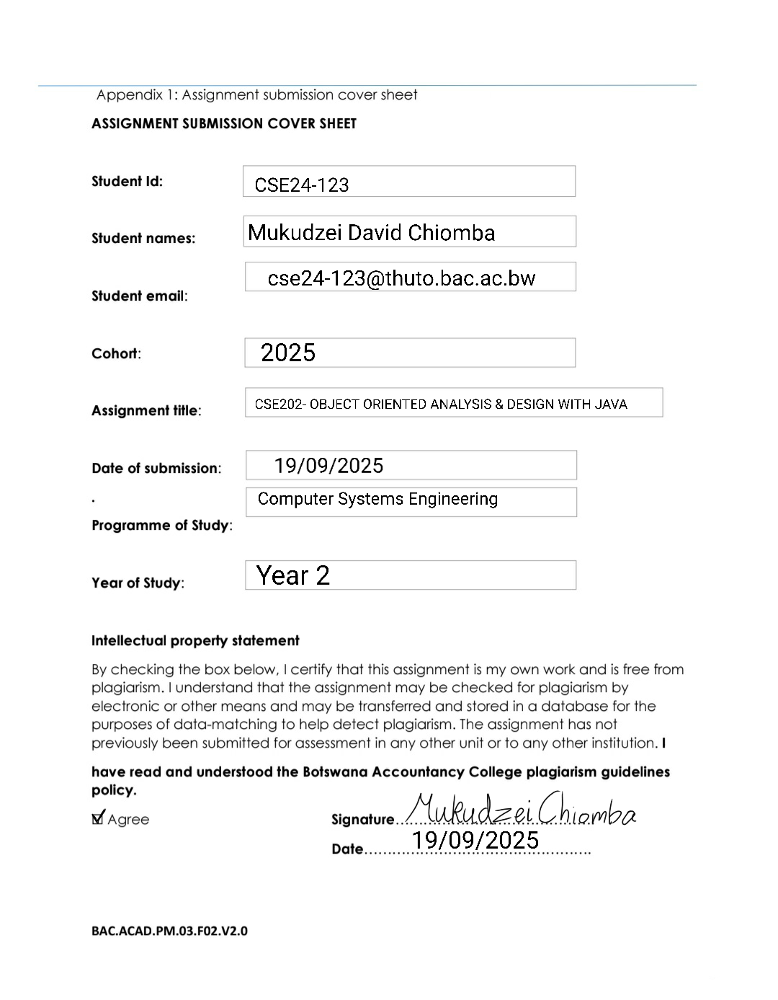 Appendix 1: Assignment submission cover sheet
ASSIGNMENT SUBMISSION COVER SHEET
Student Id: CSE24-123
Student names: Mukudzei David Chiomba
Student email: cse24-123@thuto.bac.ac.bw
Cohort: 2025
Assignment title: CSE202- OBJECT ORIENTED ANALYSIS & DESIGN WITH JAVA
Date of submission: 19/09/2025
.
Programme of Study: Computer Systems Engineering
Year of Study: Year 2
Intellectual property statement
By checking the box below, I certify that this assignment is my own work and is free from
plagiarism. I understand that the assignment may be checked for plagiarism by
electronic or other means and may be transferred and stored in a database for the
purposes of data-matching to help detect plagiarism. The assignment has not
previously been submitted for assessment in any other unit or to any other institution. I
have read and understood the Botswana Accountancy College plagiarism guidelines
policy.
☑ Agree Signature Mukudzei Chiomba
Date 19/09/2025
BAC.ACAD.PM.03.F02.V2.0